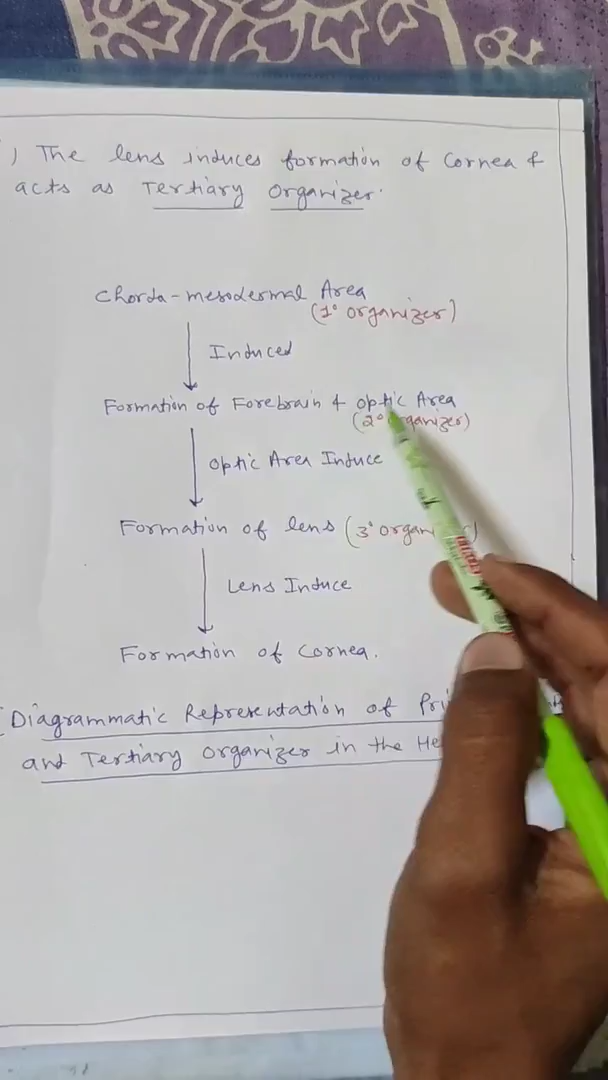 ) The lens induces formation of Cornea &
acts as Tertiary Organizer.
Chorda-mesodermal Area
(1° Organizer)
Induced
Formation of Forebrain & Optic Area
(2° Organizer)
Optic Area Induce
Formation of lens (3°
Lens Induce
Formation of Cornea.
Diagrammatic Representation of
and Tertiary Organizer in the